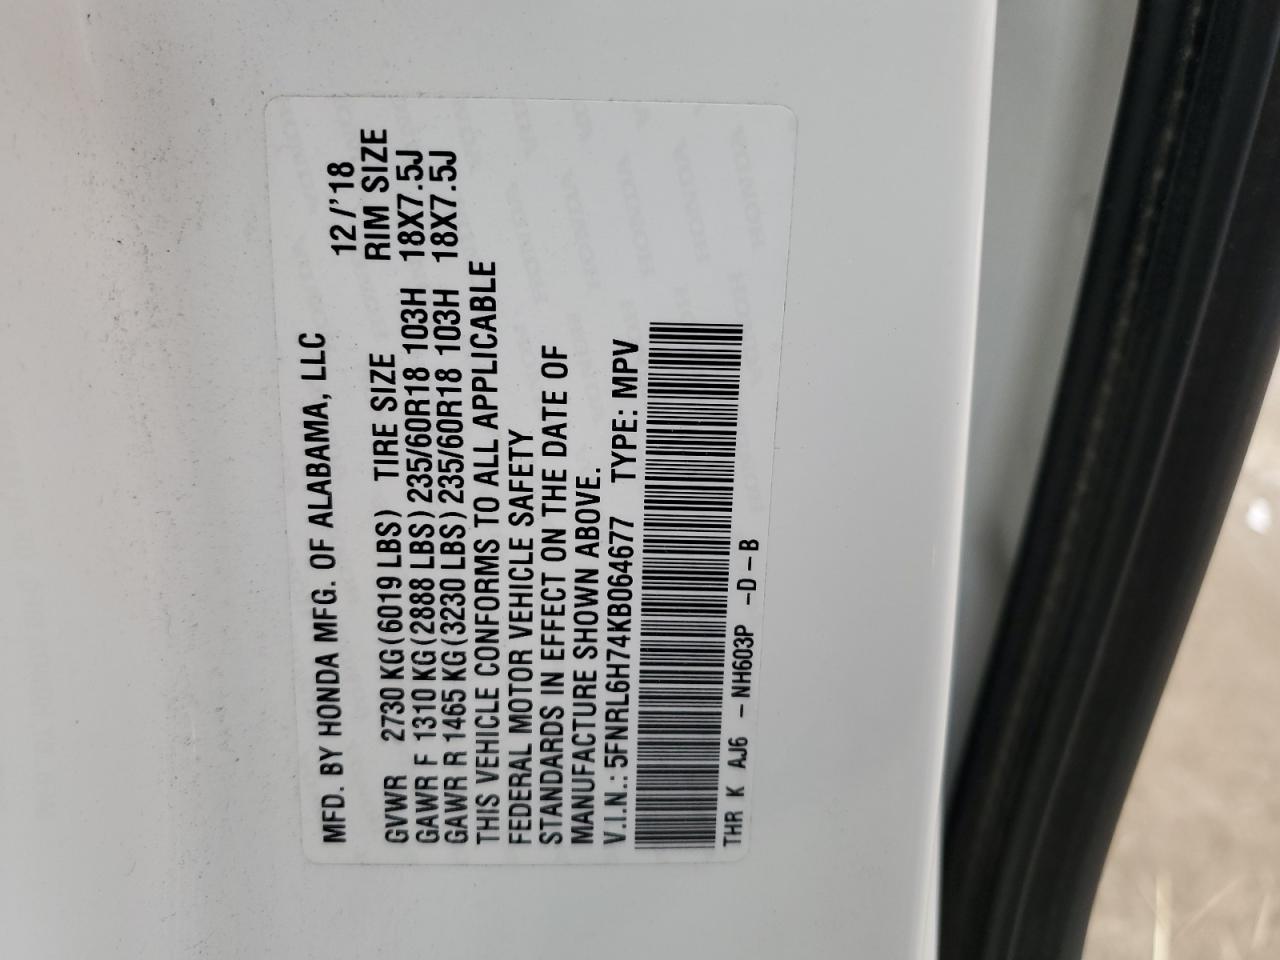 MFD. BY HONDA MFG. OF ALABAMA, LLC 12/'18
GVWR 2730 KG(6019 LBS) TIRE SIZE RIM SIZE
GAWR F 1310 KG(2888 LBS)235/60R18 103H 18X7.5J
GAWR R 1465 KG(3230 LBS)235/60R18 103H 18X7.5J
THIS VEHICLE CONFORMS TO ALL APPLICABLE
FEDERAL MOTOR VEHICLE SAFETY
STANDARDS IN EFFECT ON THE DATE OF
MANUFACTURE SHOWN ABOVE.
V.I.N.: 5FNRL6H74KB064677 TYPE: MPV
THR K AJ6 -NH603P -D-B